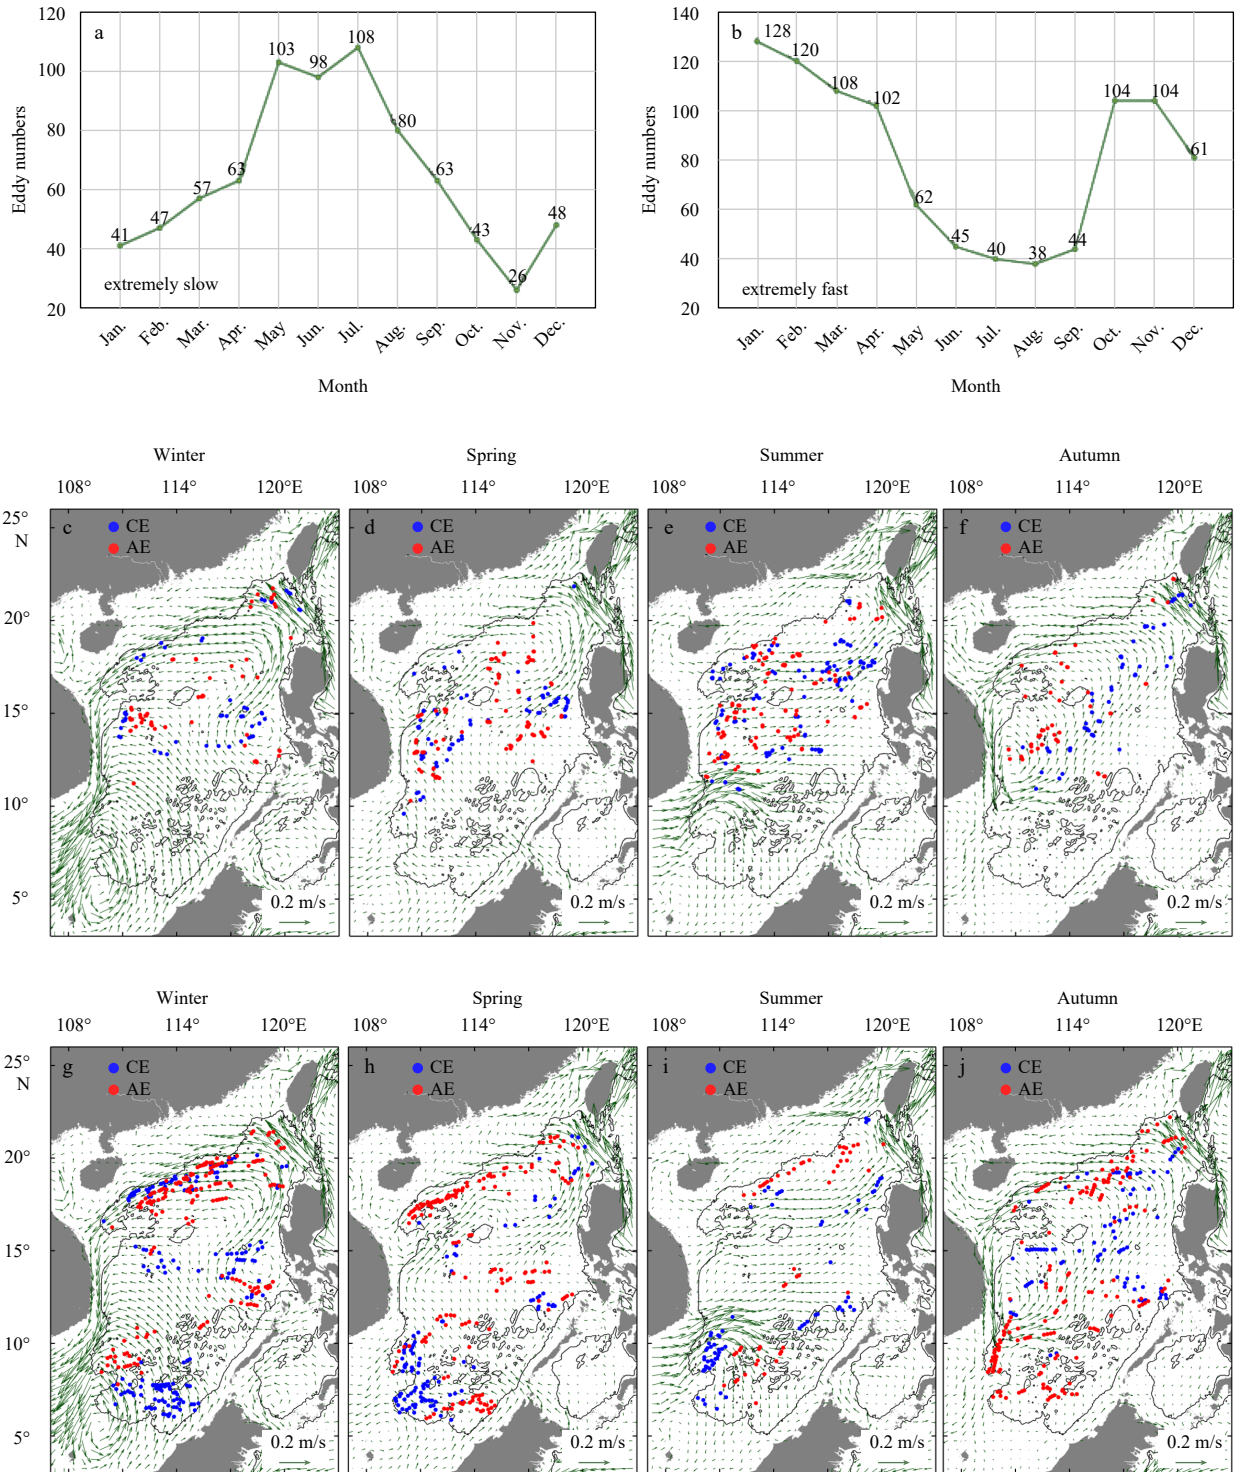 120 a 108 103 98 100 80 80 63 63 60 57 48 47 43 41 40 26 extremely slow 20
Eddy numbers
Jan. Feb. Mar. Apr. May Jun. Jul. Aug. Sep. Oct. Nov. Dec.
Month
140 b 128 120 120 108 102 104 104 100 80 61 62 60 45 40 38 44 40 extremely fast 20
Eddy numbers
Jan. Feb. Mar. Apr. May Jun. Jul. Aug. Sep. Oct. Nov. Dec.
Month
Winter Spring Summer Autumn
108° 114° 120°E 108° 114° 120°E 108° 114° 120°E 108° 114° 120°E
25° c CE d CE e CE f CE
N AE AE AE AE
20°
15°
10°
5° 0.2 m/s 0.2 m/s 0.2 m/s 0.2 m/s
Winter Spring Summer Autumn
108° 114° 120°E 108° 114° 120°E 108° 114° 120°E 108° 114° 120°E
25° g CE h CE i CE j CE
N AE AE AE AE
20°
15°
10°
5° 0.2 m/s 0.2 m/s 0.2 m/s 0.2 m/s